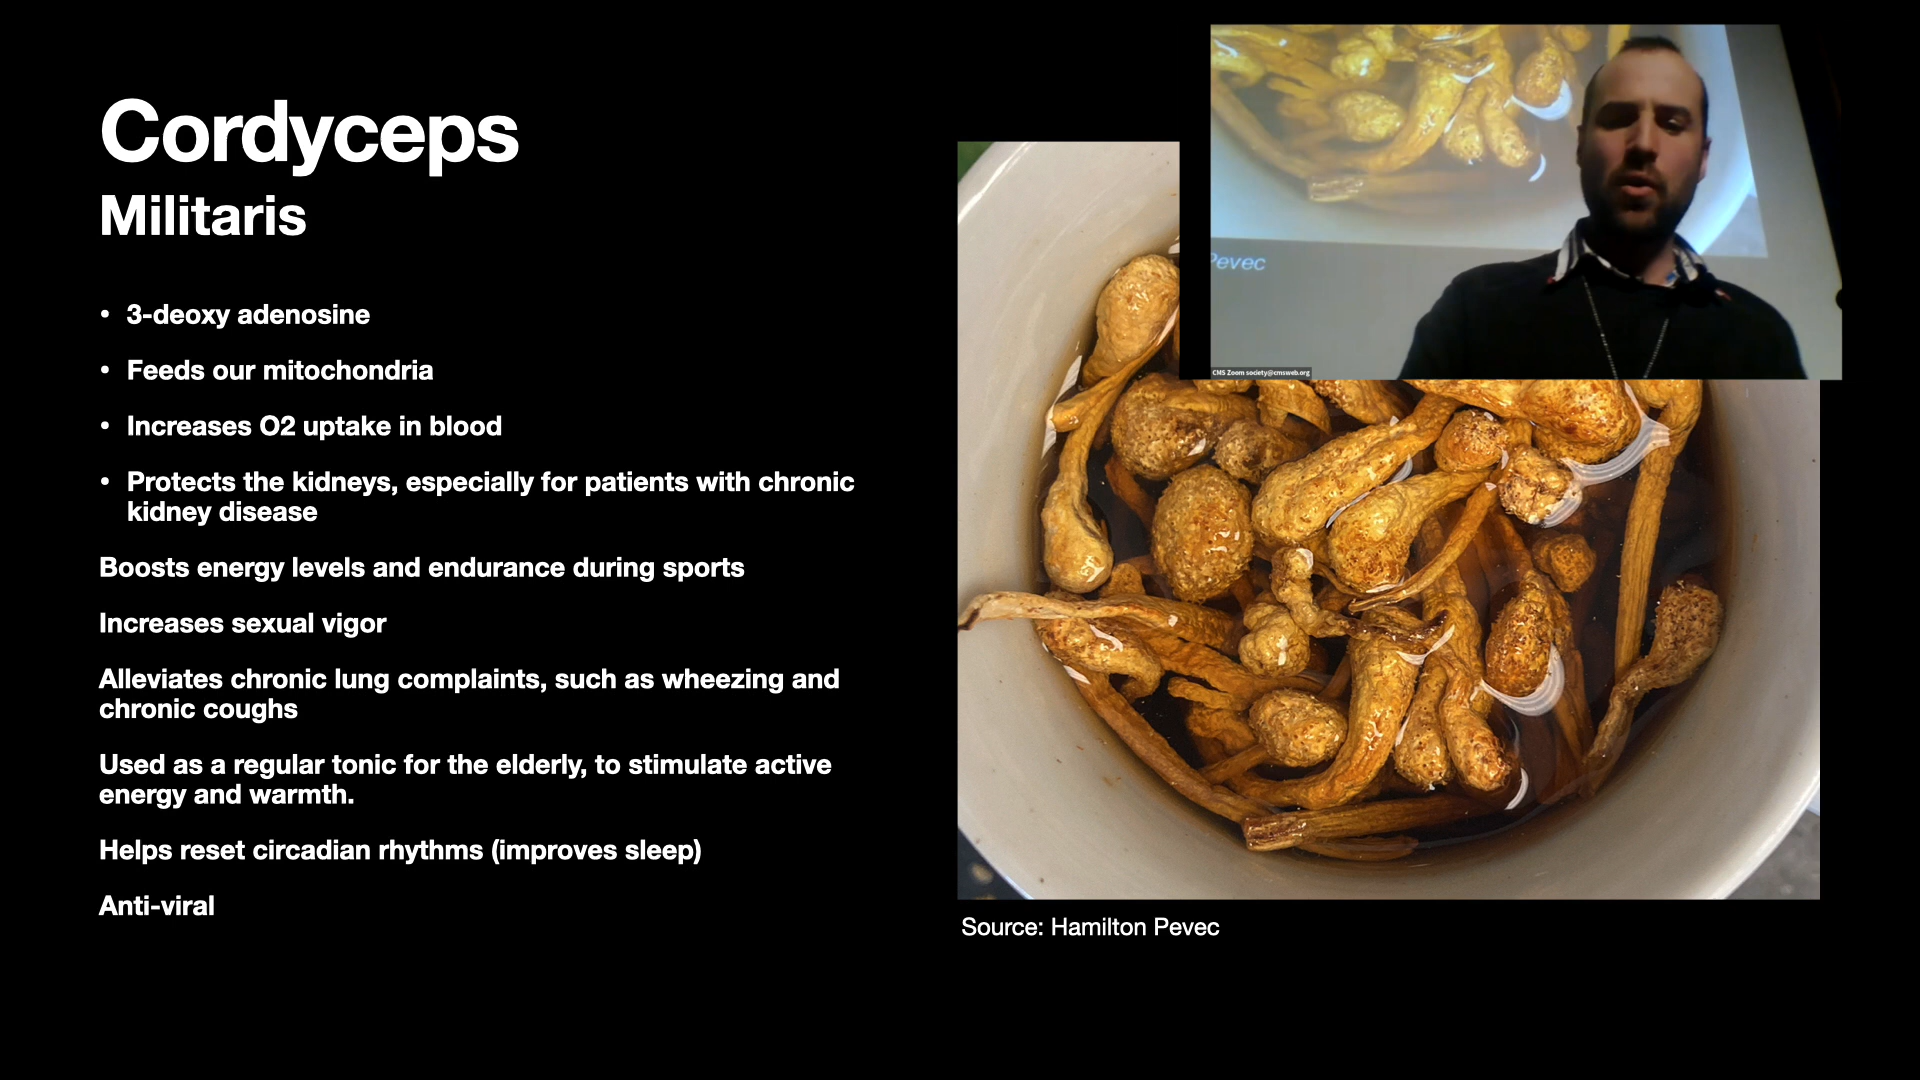 Cordyceps
Militaris
• 3-deoxy adenosine
• Feeds our mitochondria
• Increases O2 uptake in blood
• Protects the kidneys, especially for patients with chronic
kidney disease
Boosts energy levels and endurance during sports
Increases sexual vigor
Alleviates chronic lung complaints, such as wheezing and
chronic coughs
Used as a regular tonic for the elderly, to stimulate active
energy and warmth.
Helps reset circadian rhythms (improves sleep)
Anti-viral
Pevec
CMS Zoom society@cmsweb.org
Source: Hamilton Pevec